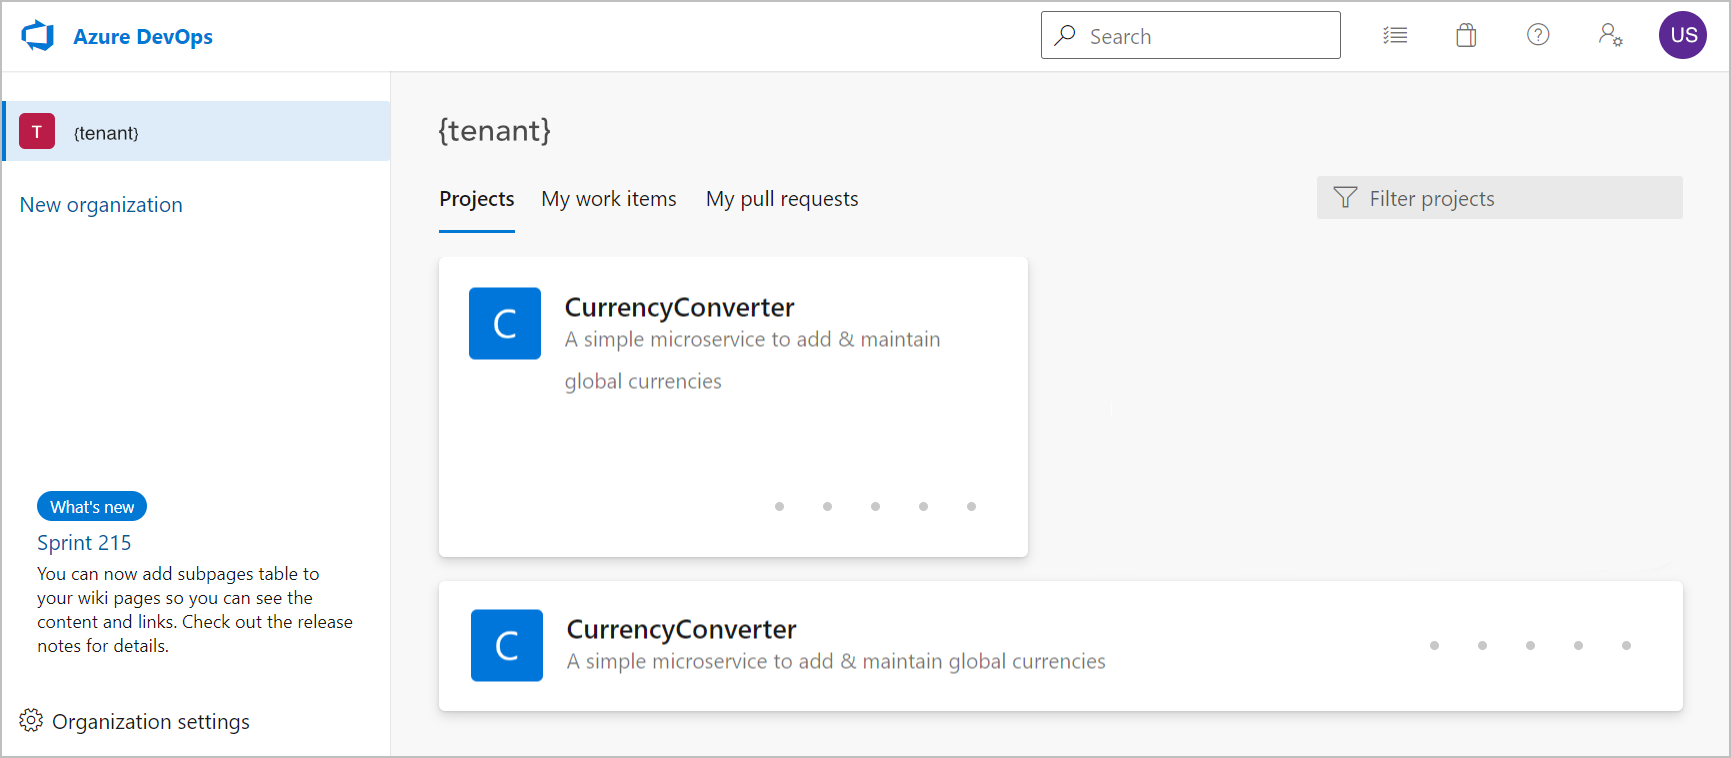 Azure DevOps
Search
US
T
{tenant}
New organization
What's new
Sprint 215
You can now add subpages table to
your wiki pages so you can see the
content and links. Check out the release
notes for details.
Organization settings
{tenant}
Projects My work items My pull requests
Filter projects
C
CurrencyConverter
A simple microservice to add & maintain
global currencies
C
CurrencyConverter
A simple microservice to add & maintain global currencies